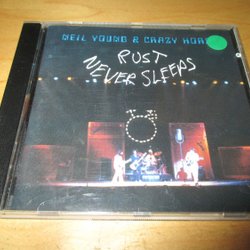 NEIL YOUNG & CRAZY HORSE
RUST
NEVER SLEEPS